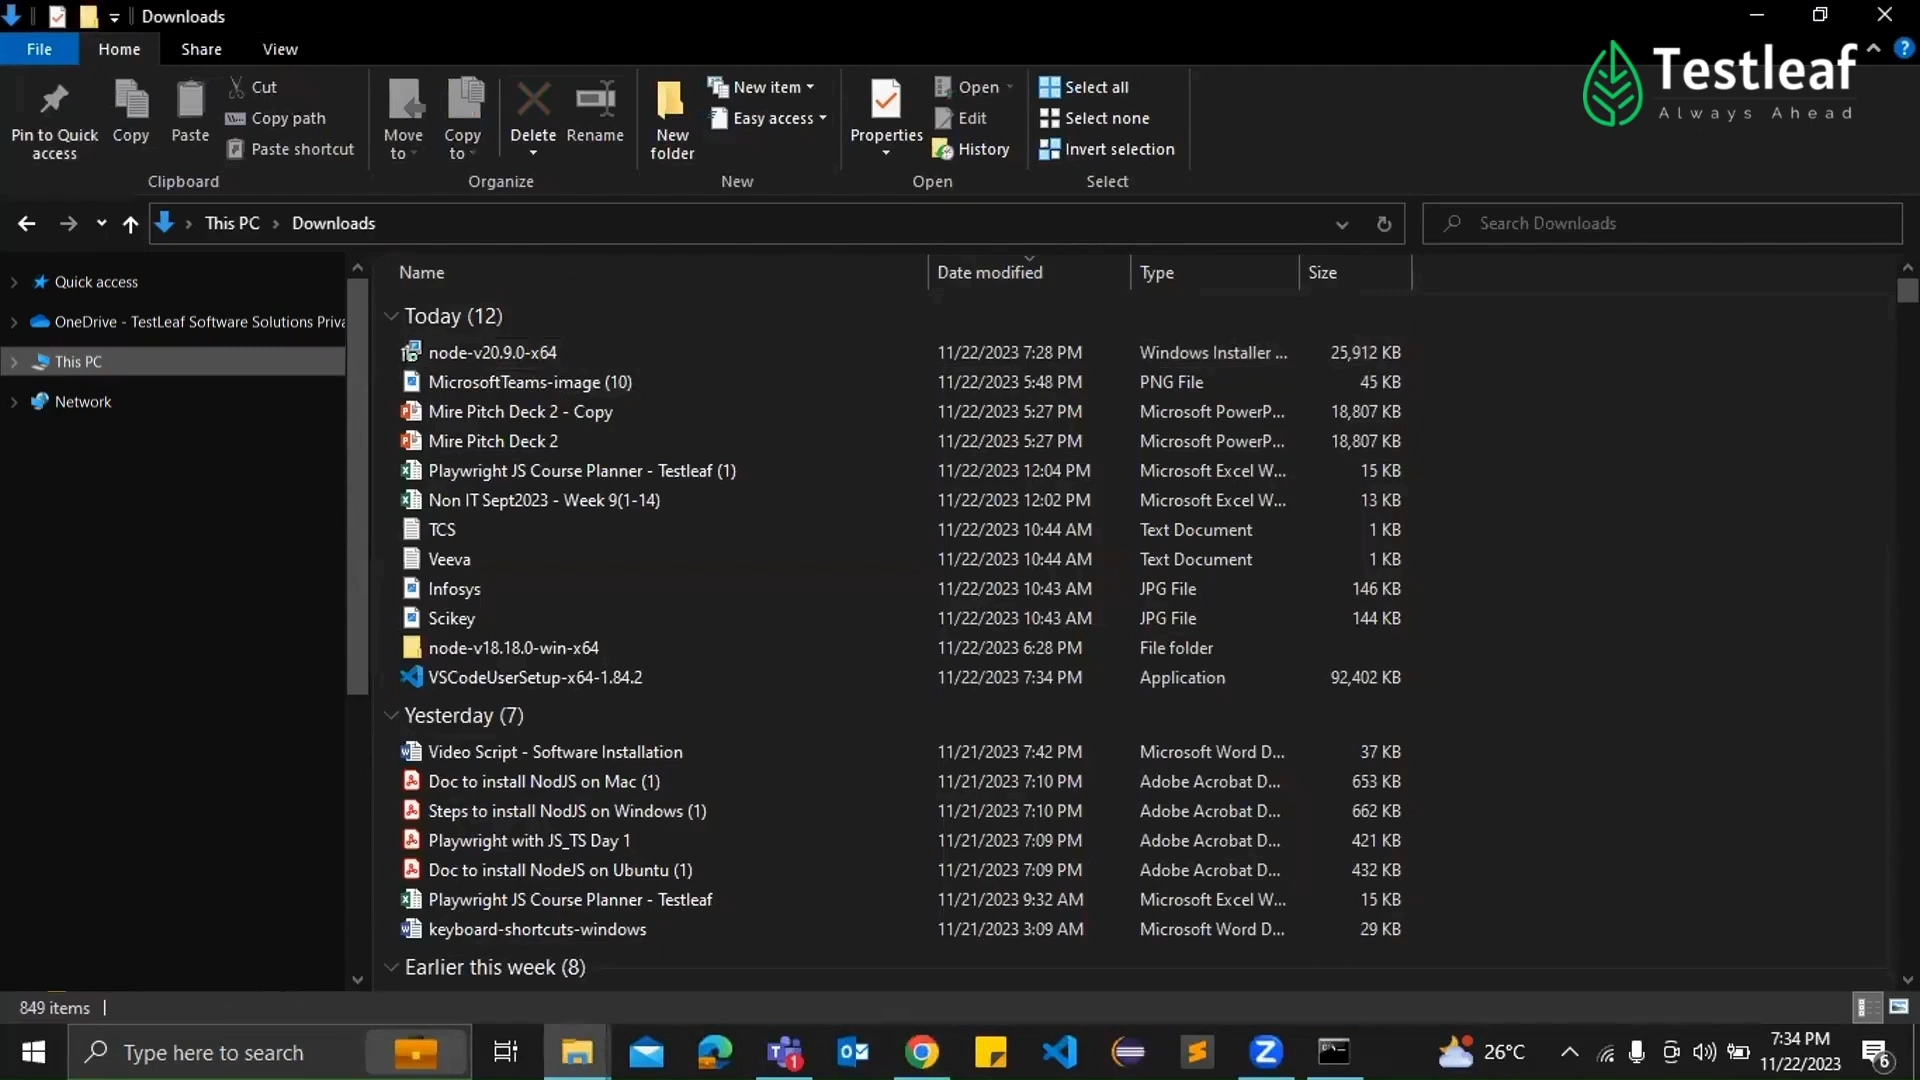 Downloads
File Home Share View
Testleaf
Always Ahead
Pin to Quick access
Copy
Paste
Cut
Copy path
Paste shortcut
Clipboard
Move to
Copy to
Delete
Rename
Organize
New folder
New item
Easy access
New
Properties
Open
Edit
History
Open
Select all
Select none
Invert selection
Select
This PC > Downloads
Search Downloads
Quick access
OneDrive - TestLeaf Software Solutions Priva
This PC
Network
Name Date modified Type Size
Today (12)
node-v20.9.0-x64 11/22/2023 7:28 PM Windows Installer ... 25,912 KB
MicrosoftTeams-image (10) 11/22/2023 5:48 PM PNG File 45 KB
Mire Pitch Deck 2 - Copy 11/22/2023 5:27 PM Microsoft PowerP... 18,807 KB
Mire Pitch Deck 2 11/22/2023 5:27 PM Microsoft PowerP... 18,807 KB
Playwright JS Course Planner - Testleaf (1) 11/22/2023 12:04 PM Microsoft Excel W... 15 KB
Non IT Sept2023 - Week 9(1-14) 11/22/2023 12:02 PM Microsoft Excel W... 13 KB
TCS 11/22/2023 10:44 AM Text Document 1 KB
Veeva 11/22/2023 10:44 AM Text Document 1 KB
Infosys 11/22/2023 10:43 AM JPG File 146 KB
Scikey 11/22/2023 10:43 AM JPG File 144 KB
node-v18.18.0-win-x64 11/22/2023 6:28 PM File folder
VSCodeUserSetup-x64-1.84.2 11/22/2023 7:34 PM Application 92,402 KB
Yesterday (7)
Video Script - Software Installation 11/21/2023 7:42 PM Microsoft Word D... 37 KB
Doc to install NodJS on Mac (1) 11/21/2023 7:10 PM Adobe Acrobat D... 653 KB
Steps to install NodJS on Windows (1) 11/21/2023 7:10 PM Adobe Acrobat D... 662 KB
Playwright with JS_TS Day 1 11/21/2023 7:09 PM Adobe Acrobat D... 421 KB
Doc to install NodeJS on Ubuntu (1) 11/21/2023 7:09 PM Adobe Acrobat D... 432 KB
Playwright JS Course Planner - Testleaf 11/21/2023 9:32 AM Microsoft Excel W... 15 KB
keyboard-shortcuts-windows 11/21/2023 3:09 AM Microsoft Word D... 29 KB
Earlier this week (8)
849 items
Type here to search
26°C
7:34 PM
11/22/2023
6